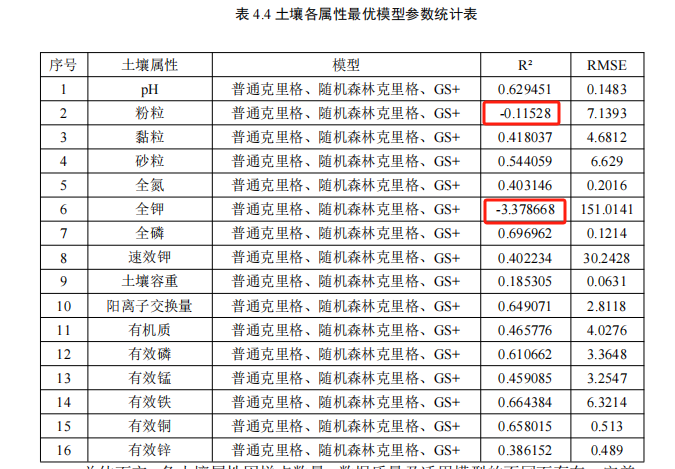 表 4.4 土壤各属性最优模型参数统计表
序号 土壤属性 模型 R² RMSE
1 pH 普通克里格、随机森林克里格、GS+ 0.629451 0.1483
2 粉粒 普通克里格、随机森林克里格、GS+ -0.11528 7.1393
3 黏粒 普通克里格、随机森林克里格、GS+ 0.418037 4.6812
4 砂粒 普通克里格、随机森林克里格、GS+ 0.544059 6.629
5 全氮 普通克里格、随机森林克里格、GS+ 0.403146 0.2016
6 全钾 普通克里格、随机森林克里格、GS+ -3.378668 151.0141
7 全磷 普通克里格、随机森林克里格、GS+ 0.696962 0.1214
8 速效钾 普通克里格、随机森林克里格、GS+ 0.402234 30.2428
9 土壤容重 普通克里格、随机森林克里格、GS+ 0.185305 0.0631
10 阳离子交换量 普通克里格、随机森林克里格、GS+ 0.649071 2.8118
11 有机质 普通克里格、随机森林克里格、GS+ 0.465776 4.0276
12 有效磷 普通克里格、随机森林克里格、GS+ 0.610662 3.3648
13 有效锰 普通克里格、随机森林克里格、GS+ 0.459085 3.2547
14 有效铁 普通克里格、随机森林克里格、GS+ 0.664384 6.3214
15 有效铜 普通克里格、随机森林克里格、GS+ 0.658015 0.513
16 有效锌 普通克里格、随机森林克里格、GS+ 0.386152 0.489